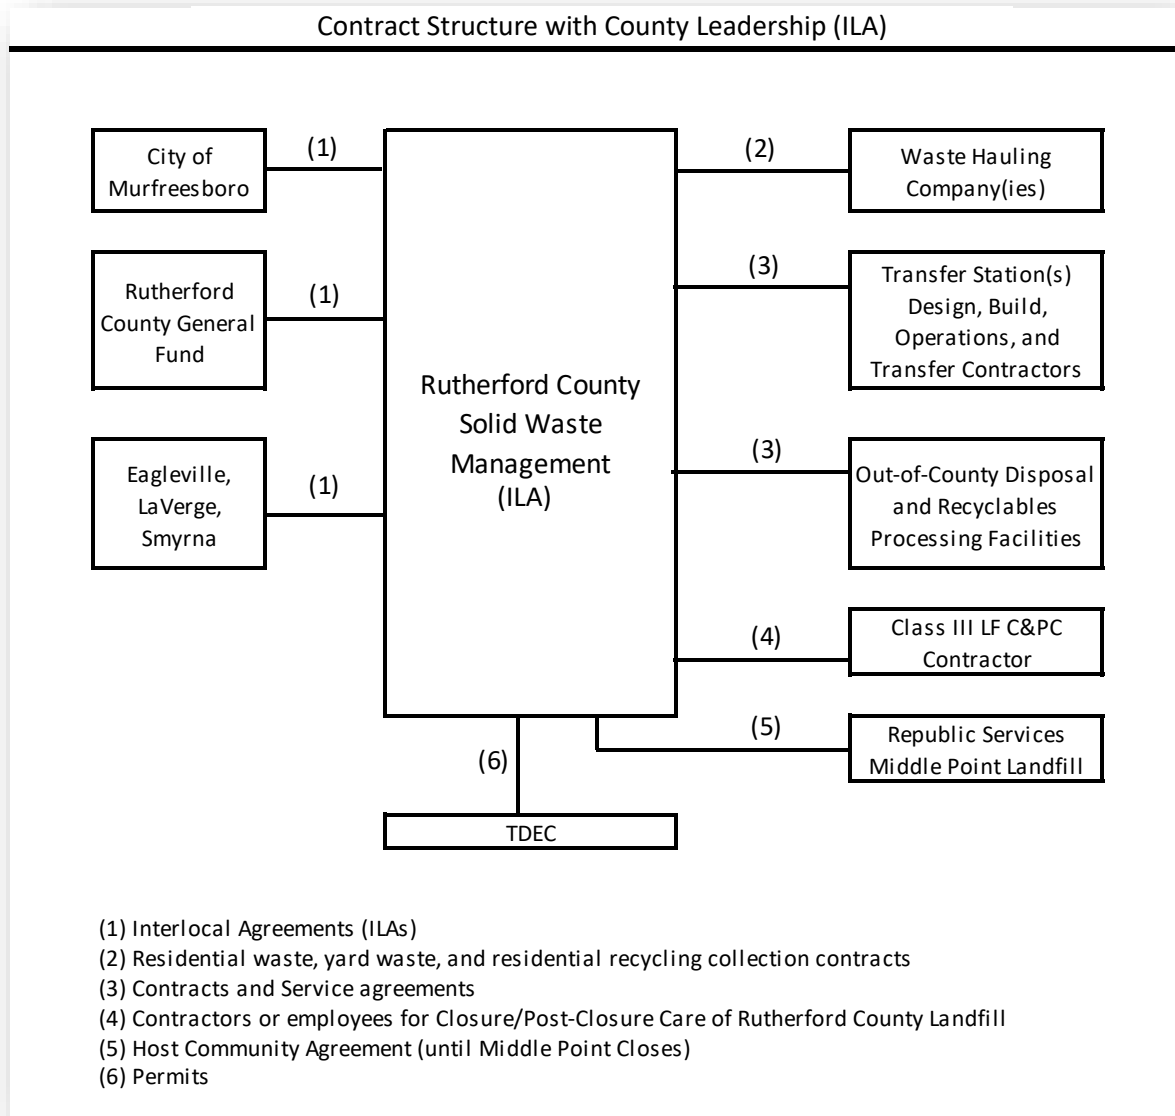 Contract Structure with County Leadership (ILA)
City of
Murfreesboro
(1)
Rutherford
County General
Fund
(1)
Eagleville,
LaVerge,
Smyrna
(1)
Rutherford County
Solid Waste
Management
(ILA)
(2)
Waste Hauling
Company(ies)
(3)
Transfer Station(s)
Design, Build,
Operations, and
Transfer Contractors
(3)
Out-of-County Disposal
and Recyclables
Processing Facilities
(4)
Class III LF C&PC
Contractor
(5)
Republic Services
Middle Point Landfill
(6)
TDEC
(1) Interlocal Agreements (ILAs)
(2) Residential waste, yard waste, and residential recycling collection contracts
(3) Contracts and Service agreements
(4) Contractors or employees for Closure/Post-Closure Care of Rutherford County Landfill
(5) Host Community Agreement (until Middle Point Closes)
(6) Permits